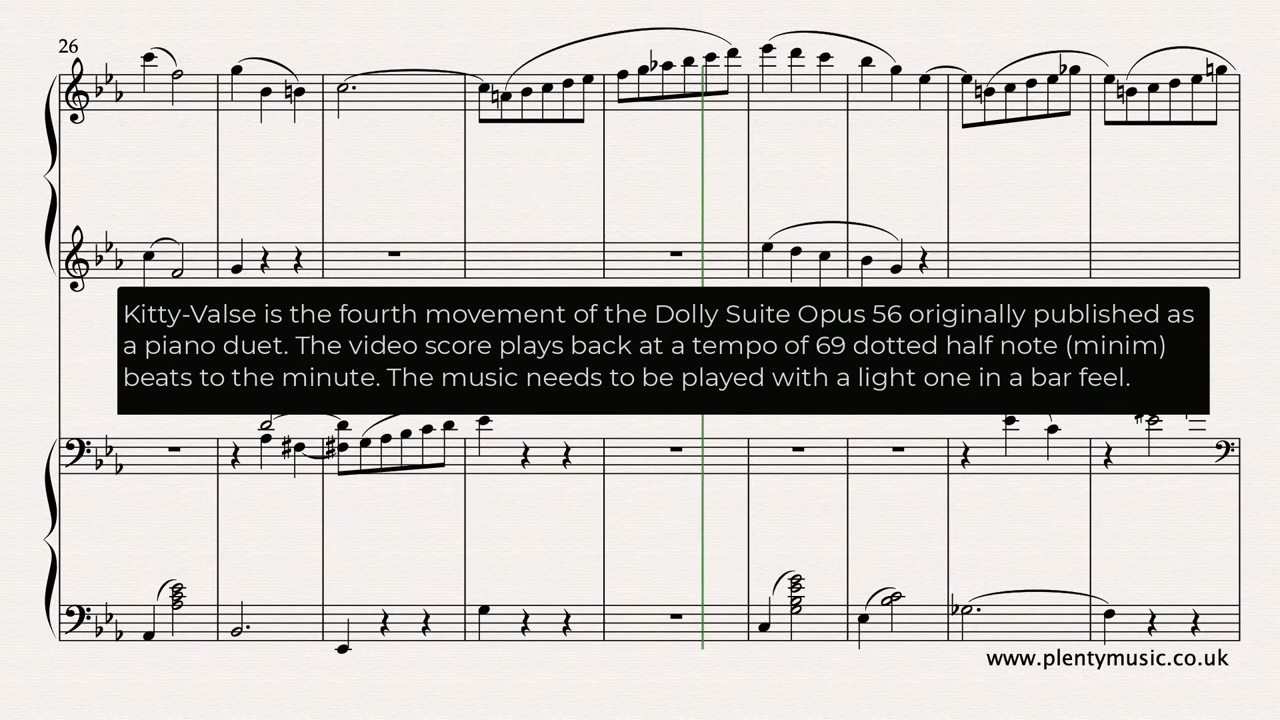 26
Kitty-Valse is the fourth movement of the Dolly Suite Opus 56 originally published as
a piano duet. The video score plays back at a tempo of 69 dotted half note (minim)
beats to the minute. The music needs to be played with a light one in a bar feel.
www.plentymusic.co.uk